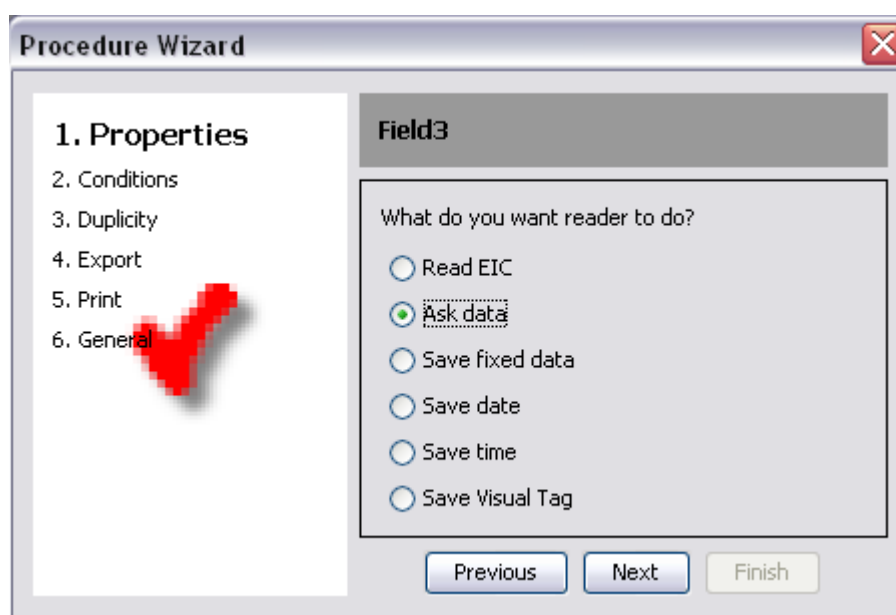 Procedure Wizard
1. Properties
2. Conditions
3. Duplicity
4. Export
5. Print
6. General
Field3
What do you want reader to do?
Read EIC
Ask data
Save fixed data
Save date
Save time
Save Visual Tag
Previous
Next
Finish